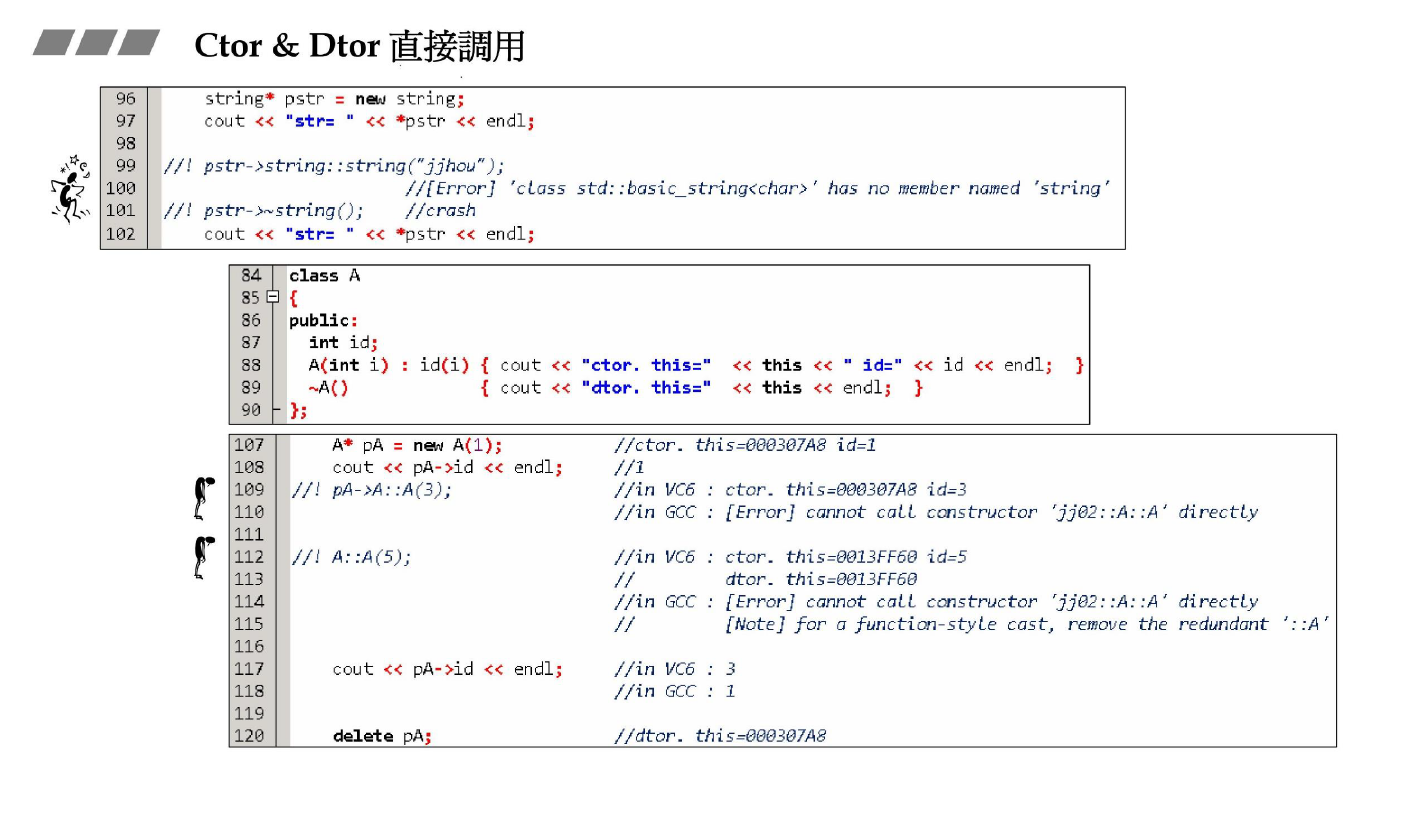 Ctor & Dtor 直接調用
96 string* pstr = new string;
97 cout << "str= " << *pstr << endl;
98
99 //! pstr->string::string("jjhou");
100 //[Error] 'class std::basic_string<char>' has no member named 'string'
101 //! pstr->~string(); //crash
102 cout << "str= " << *pstr << endl;
84 class A
85 {
86 public:
87 int id;
88 A(int i) : id(i) { cout << "ctor. this=" << this << " id=" << id << endl; }
89 ~A() { cout << "dtor. this=" << this << endl; }
90 };
107 A* pA = new A(1); //ctor. this=000307A8 id=1
108 cout << pA->id << endl; //1
109 //! pA->A::A(3); //in VC6 : ctor. this=000307A8 id=3
110 //in GCC : [Error] cannot call constructor 'jj02::A::A' directly
111
112 //! A::A(5); //in VC6 : ctor. this=0013FF60 id=5
113 // dtor. this=0013FF60
114 //in GCC : [Error] cannot call constructor 'jj02::A::A' directly
115 // [Note] for a function-style cast, remove the redundant '::A'
116
117 cout << pA->id << endl; //in VC6 : 3
118 //in GCC : 1
119
120 delete pA; //dtor. this=000307A8